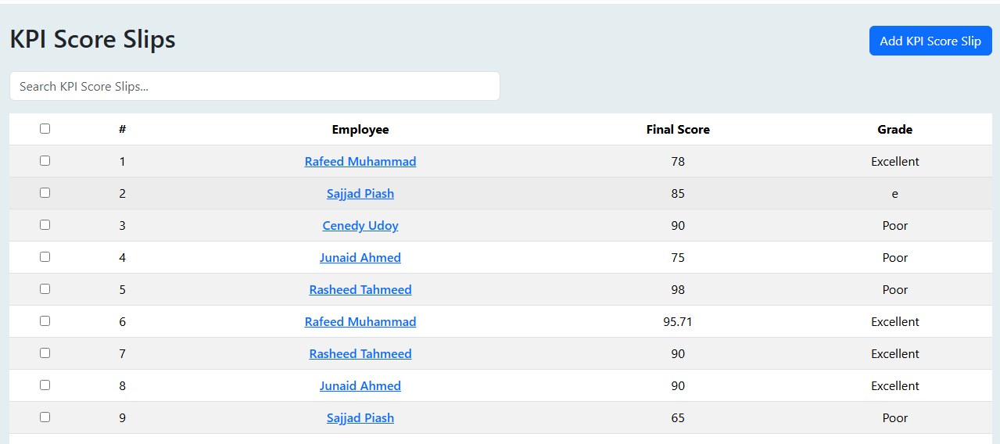 KPI Score Slips
Add KPI Score Slip
Search KPI Score Slips...
# Employee Final Score Grade
1 Rafeed Muhammad 78 Excellent
2 Sajjad Piash 85 e
3 Cenedy Udoy 90 Poor
4 Junaid Ahmed 75 Poor
5 Rasheed Tahmeed 98 Poor
6 Rafeed Muhammad 95.71 Excellent
7 Rasheed Tahmeed 90 Excellent
8 Junaid Ahmed 90 Excellent
9 Sajjad Piash 65 Poor